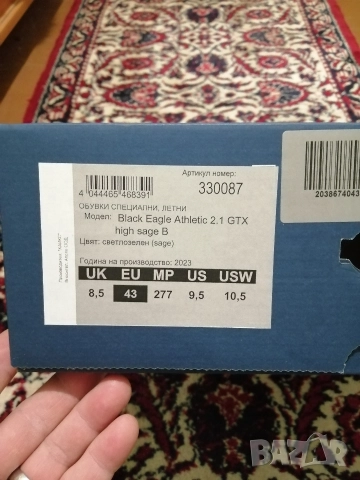 Артикул номер:
330087
4 044465 468391
ОБУВКИ СПЕЦИАЛНИ, ЛЕТНИ
Модел: Black Eagle Athletic 2.1 GTX
high sage B
Цвят: светлозелен (sage)
Година на производство: 2023
UK EU MP US USW
8,5 43 277 9,5 10,5
2038674043
BAZAR